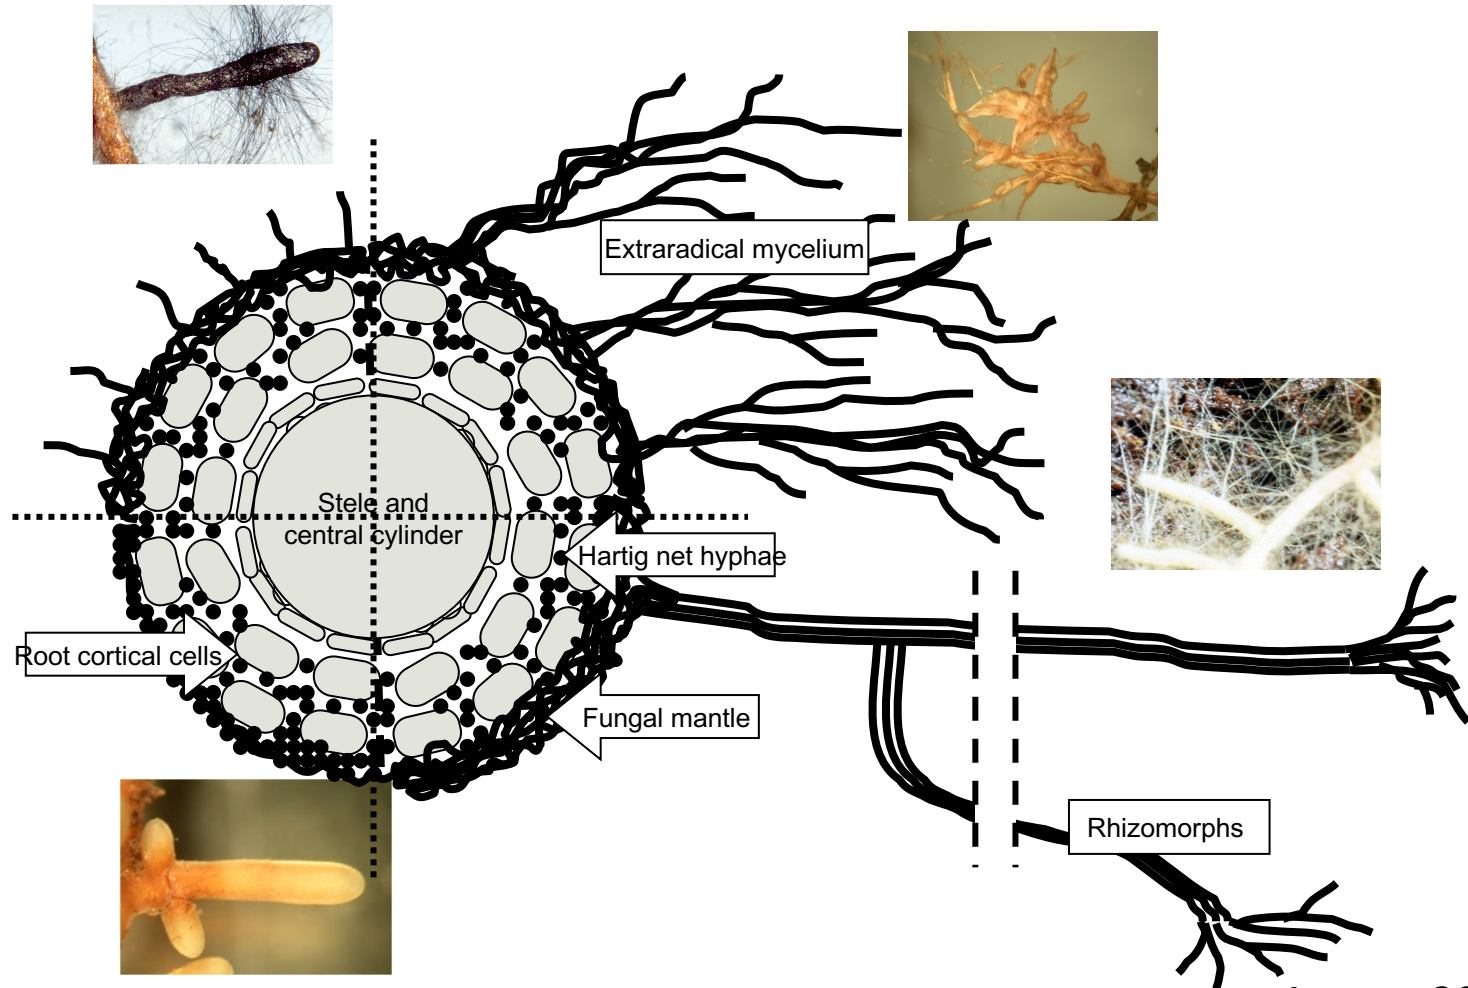 Extraradical mycelium
Stele and
central cylinder
Hartig net hyphae
Root cortical cells
Fungal mantle
Rhizomorphs